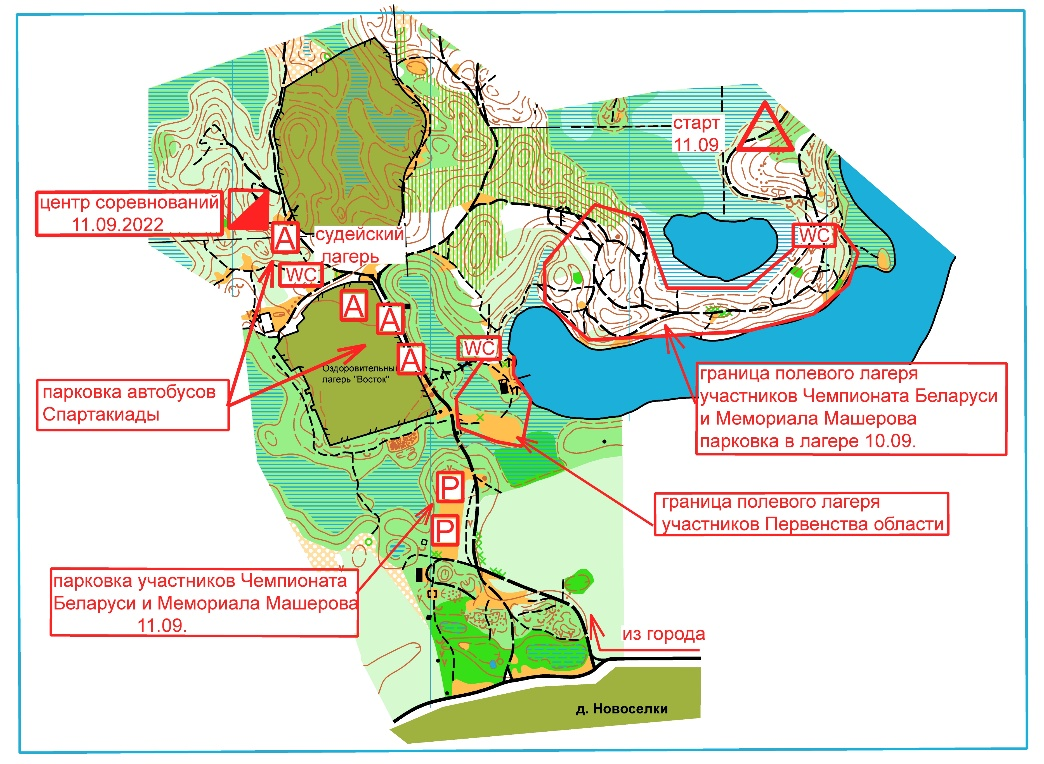 старт
11.09.
центр соревнований
11.09.2022
А
судейский
лагерь
WC
WC
А
А
А
WC
Оздоровительный
лагерь "Восток"
парковка автобусов
Спартакиады
граница полевого лагеря
участников Чемпионата Беларуси
и Мемориала Машерова
парковка в лагере 10.09.
Р
Р
граница полевого лагеря
участников Первенства области
парковка участников Чемпионата
Беларуси и Мемориала Машерова
11.09.
из города
д. Новоселки